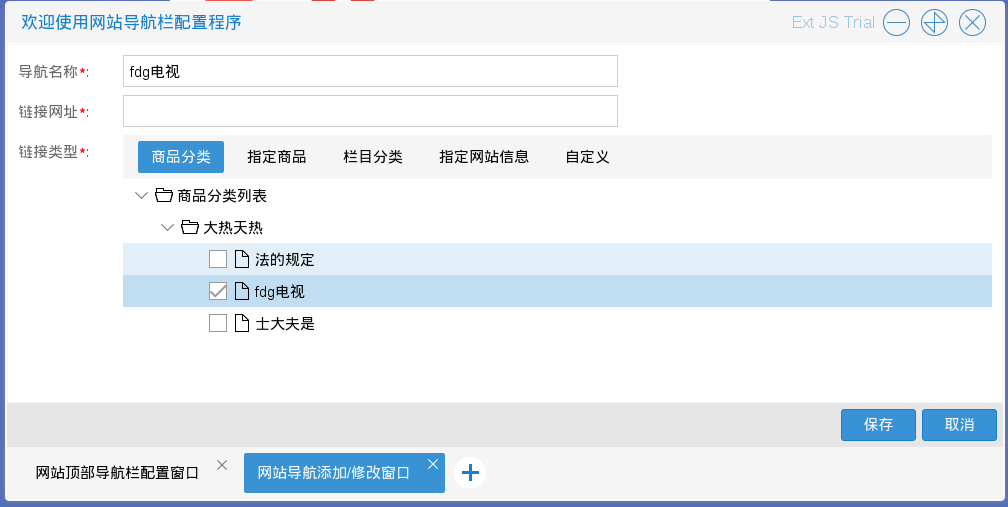 欢迎使用网站导航栏配置程序 Ext JS Trial
导航名称*: fdg电视
链接网址*:
链接类型*: 商品分类 指定商品 栏目分类 指定网站信息 自定义
商品分类列表
大热天热
法的规定
fdg电视
士大夫是
保存 取消
网站顶部导航栏配置窗口 网站导航添加/修改窗口